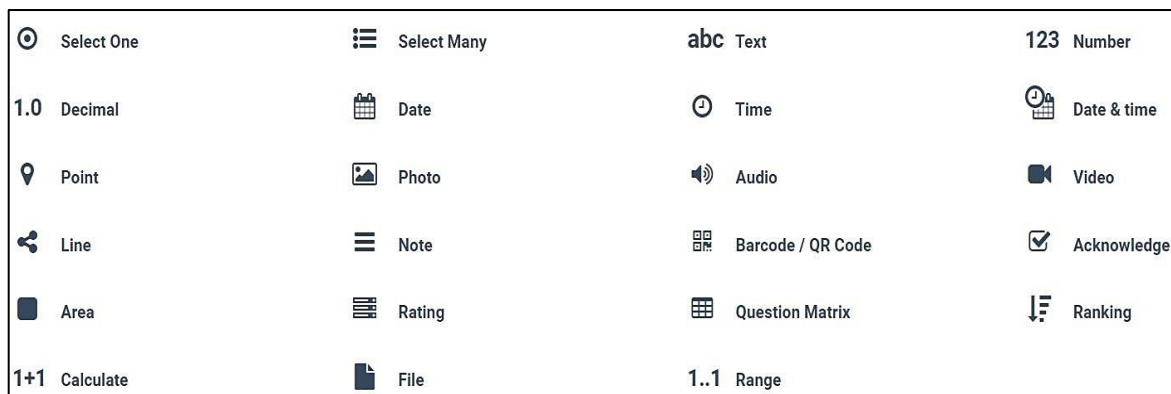 Select One Select Many abc Text 123 Number
1.0 Decimal Date Time Date & time
Point Photo Audio Video
Line Note Barcode / QR Code Acknowledge
Area Rating Question Matrix Ranking
1+1 Calculate File 1..1 Range